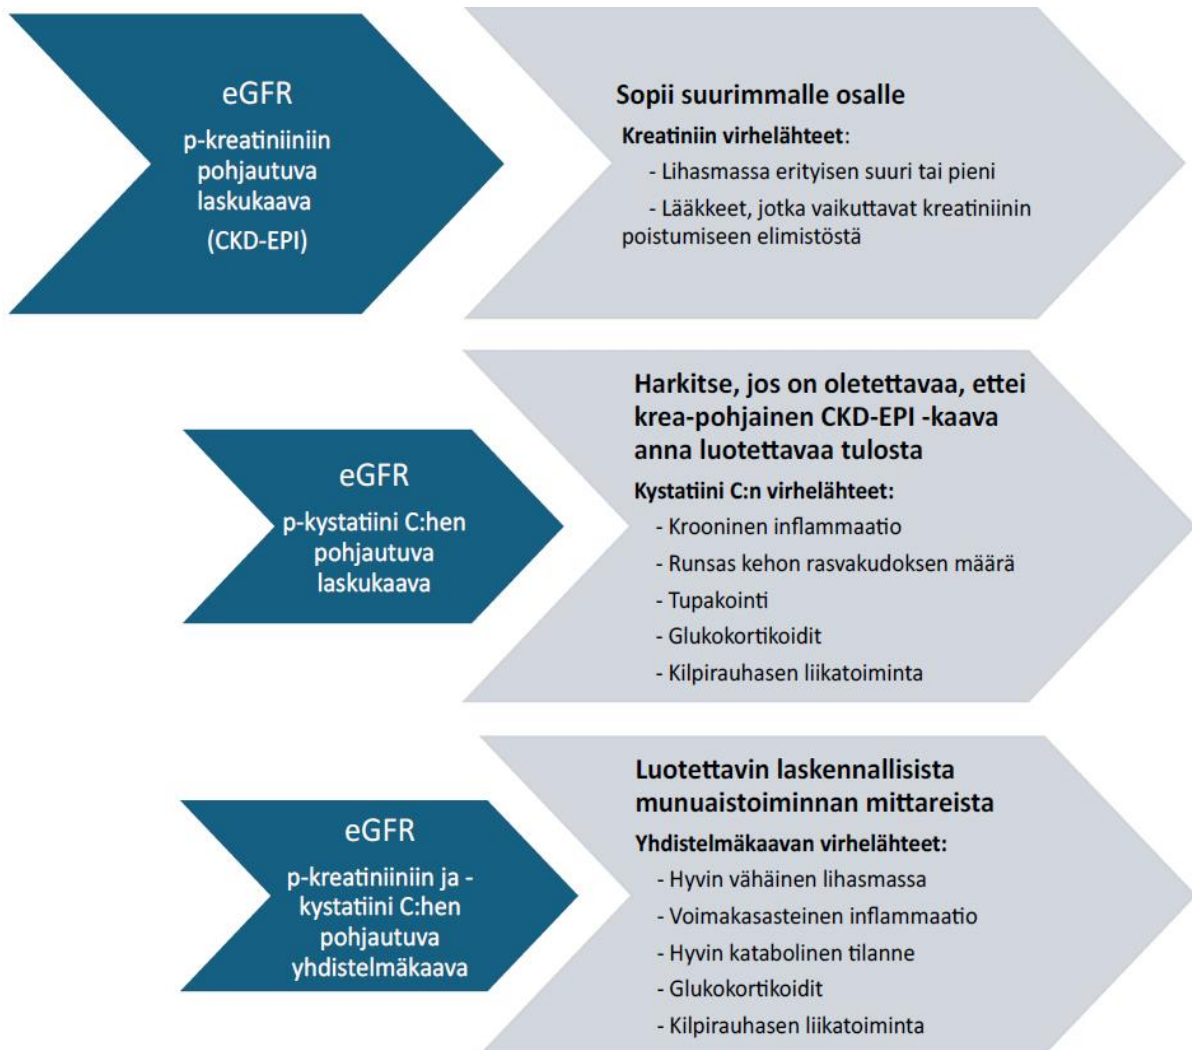 eGFR
p-kreatiniiniin
pohjautuva
laskukaava
(CKD-EPI)
Sopii suurimmalle osalle
Kreatiniin virhelähteet:
- Lihasmassa erityisen suuri tai pieni
- Lääkkeet, jotka vaikuttavat kreatiniinin
poistumiseen elimistöstä
eGFR
p-kystatiini C:hen
pohjautuva
laskukaava
Harkitse, jos on oletettavaa, ettei
krea-pohjainen CKD-EPI -kaava
anna luotettavaa tulosta
Kystatiini C:n virhelähteet:
- Krooninen inflammaatio
- Runsas kehon rasvakudoksen määrä
- Tupakointi
- Glukokortikoidit
- Kilpirauhasen liikatoiminta
eGFR
p-kreatiiniin ja -
kystatiini C:hen
pohjautuva
yhdistelmäkaava
Luotettavin laskennallisista
munuaistoiminnan mittareista
Yhdistelmäkaavan virhelähteet:
- Hyvin vähäinen lihasmassa
- Voimakasasteinen inflammaatio
- Hyvin katabolinen tilanne
- Glukokortikoidit
- Kilpirauhasen liikatoiminta